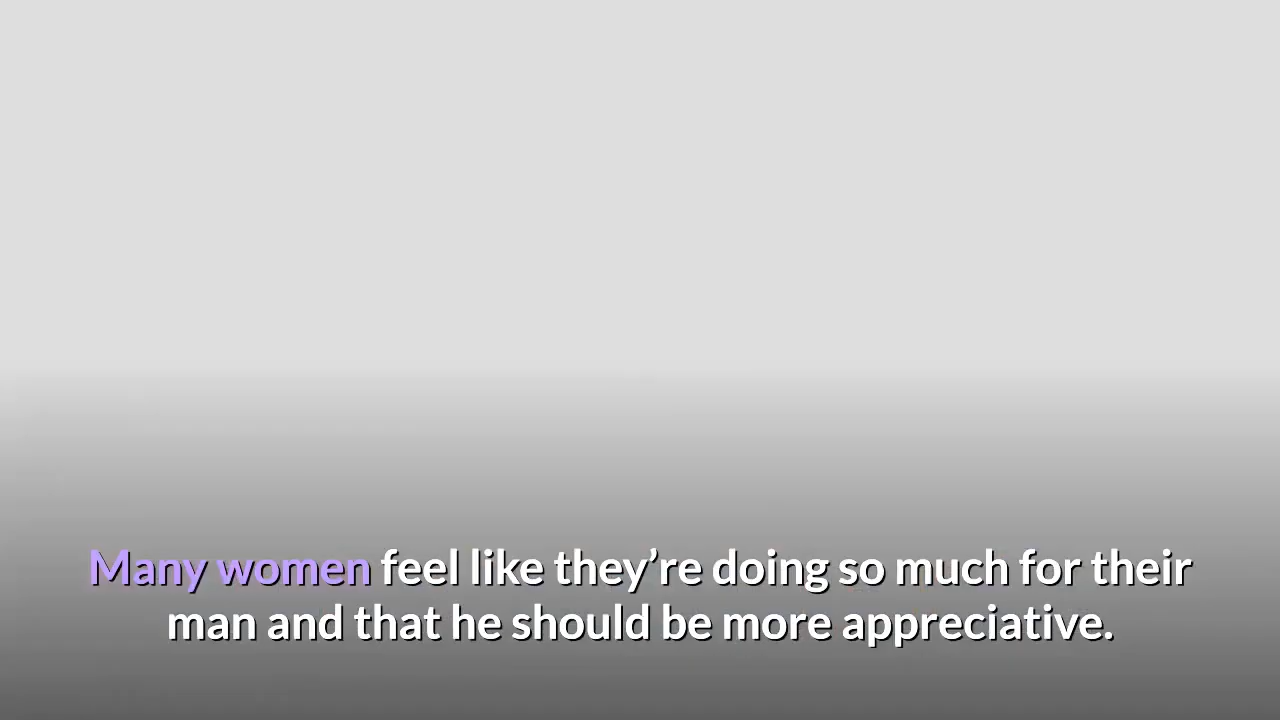 Many women feel like they’re doing so much for their
man and that he should be more appreciative.